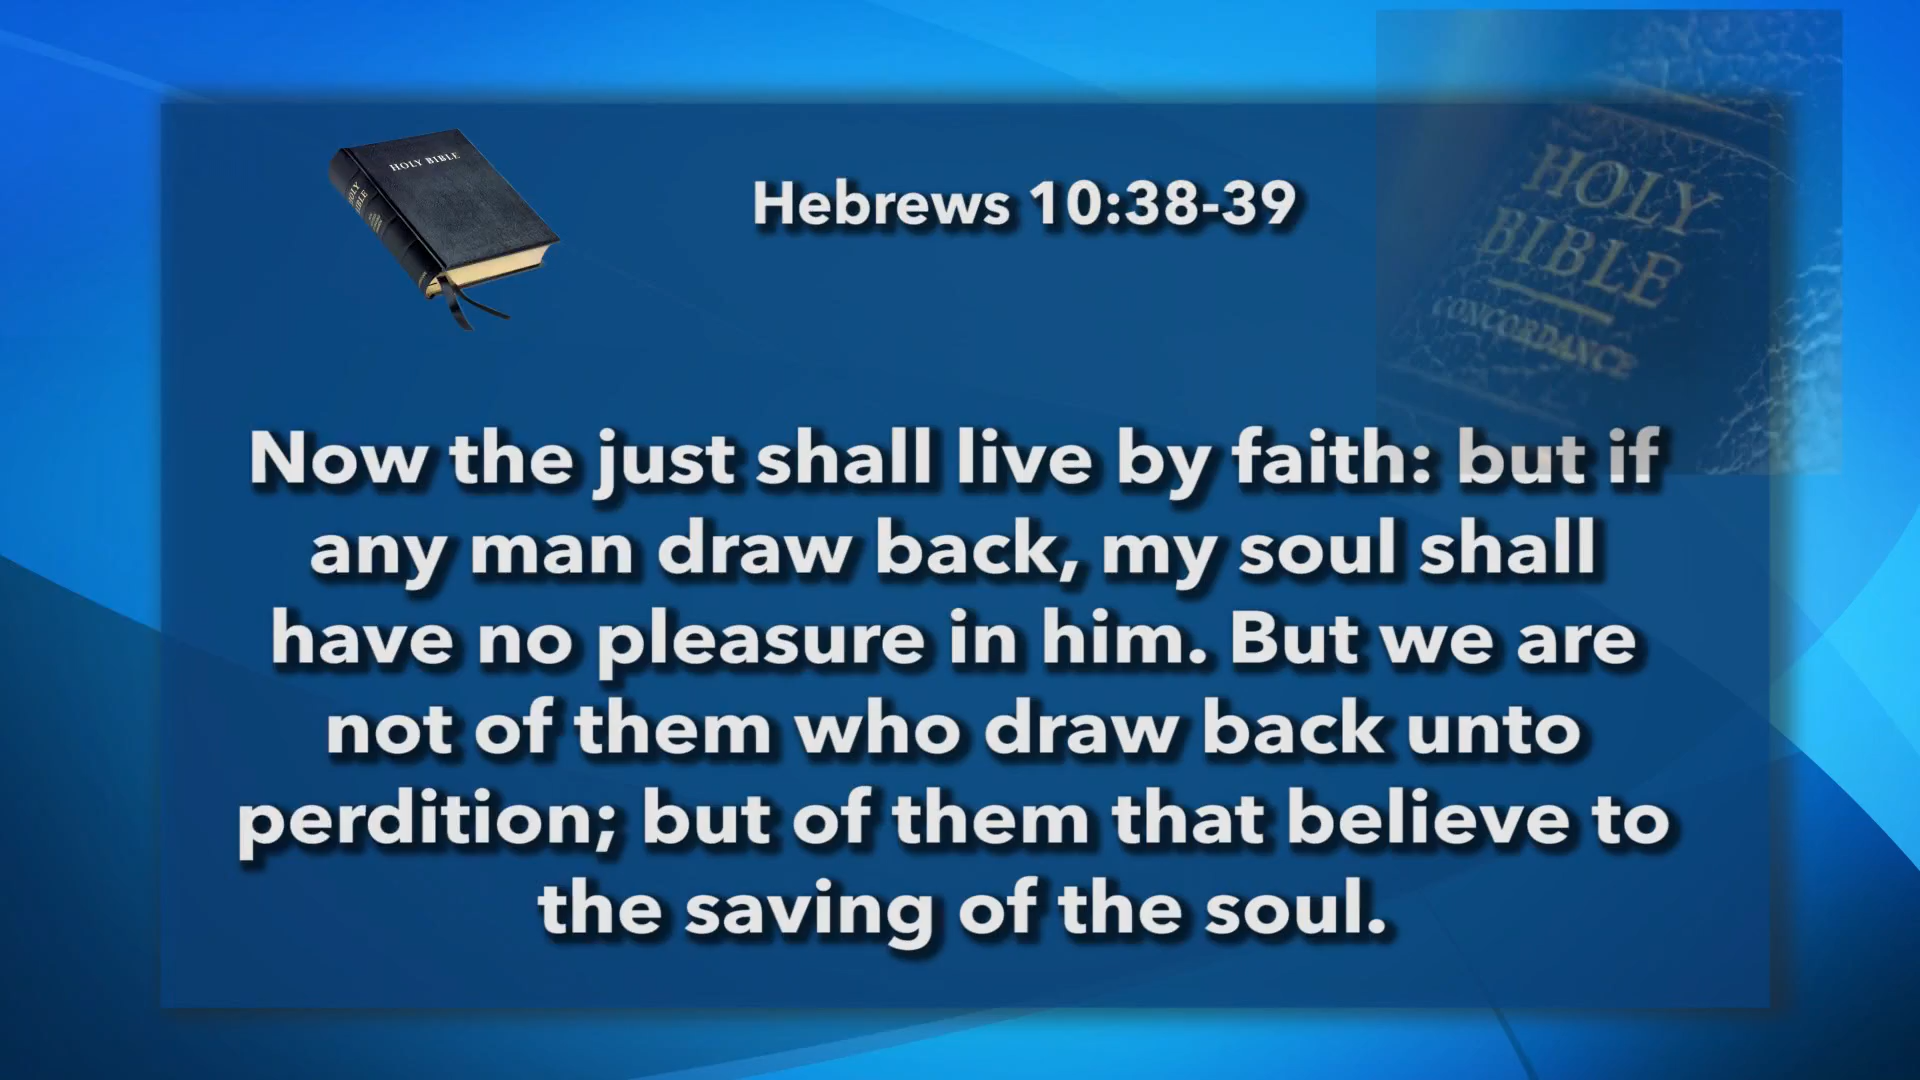 HOLY BIBLE
HOLY
BIBLE
Hebrews 10:38-39
HOLY
BIBLE
CONCORDANCE
Now the just shall live by faith: but if
any man draw back, my soul shall
have no pleasure in him. But we are
not of them who draw back unto
perdition; but of them that believe to
the saving of the soul.